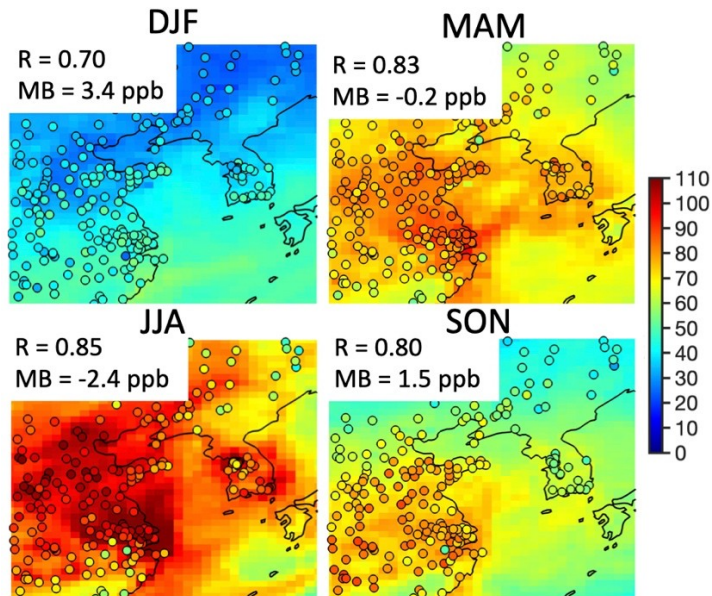 DJF
R = 0.70
MB = 3.4 ppb
MAM
R = 0.83
MB = -0.2 ppb
JJA
R = 0.85
MB = -2.4 ppb
SON
R = 0.80
MB = 1.5 ppb
110
100
90
80
70
60
50
40
30
20
10
0